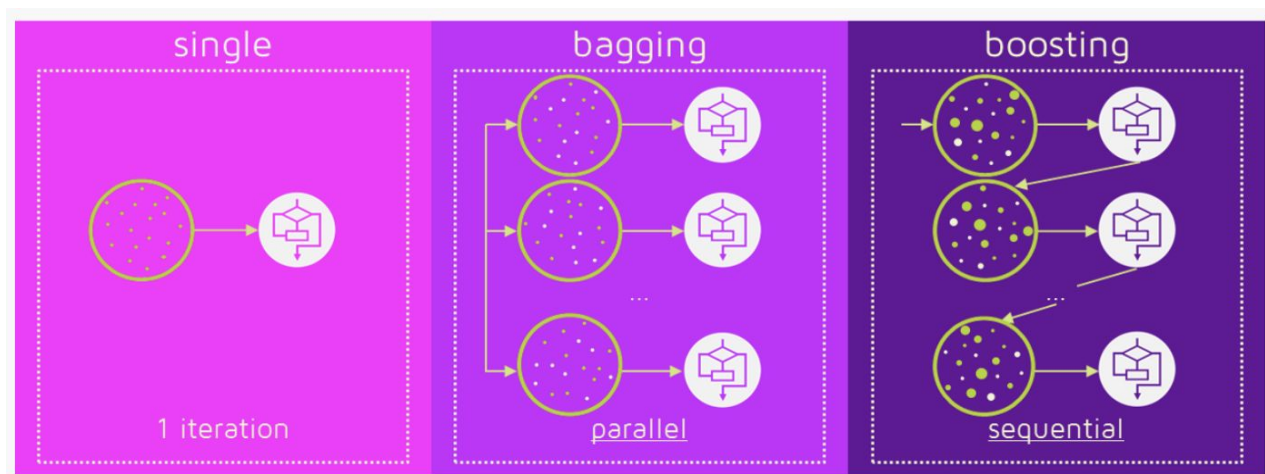 single
1 iteration
bagging
...
parallel
boosting
...
sequential